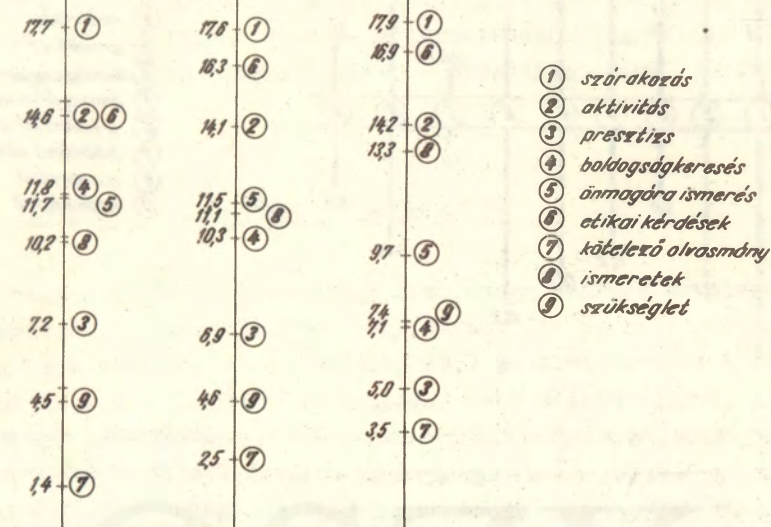 17,7 ①
14,6 ② ⑥
11,8 ④
11,7 ⑤
10,2 ⑧
7,2 ③
4,5 ⑨
1,4 ⑦
17,6 ①
16,3 ⑥
14,1 ②
11,5 ⑤
11,1 ⑧
10,3 ④
6,9 ③
4,6 ⑨
2,5 ⑦
17,9 ①
16,9 ⑥
14,2 ②
13,3 ⑧
9,7 ⑤
7,4 ⑨
7,1 ④
5,0 ③
3,5 ⑦
① szórakozás
② aktivitás
③ presztizs
④ boldogságkeresés
⑤ önmagára ismerés
⑥ etikai kérdések
⑦ kötelező olvasmány
⑧ ismeretek
⑨ szükséglet